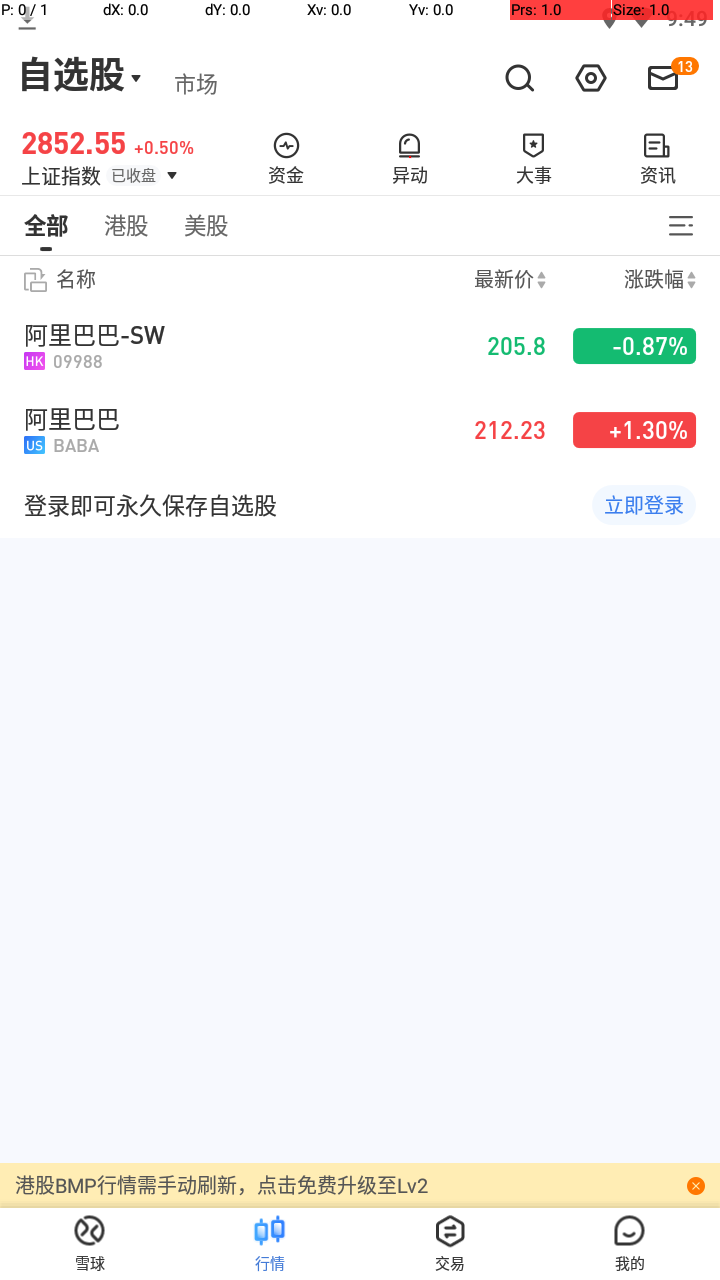 P: 0 / 1 dX: 0.0 dY: 0.0 Xv: 0.0 Yv: 0.0 Prs: 1.0 Size: 1.0
9:49
自选股 市场 13
2852.55 +0.50%
上证指数 已收盘
资金 异动 大事 资讯
全部 港股 美股
名称 最新价 涨跌幅
阿里巴巴-SW
HK 09988
205.8 -0.87%
阿里巴巴
US BABA
212.23 +1.30%
登录即可永久保存自选股 立即登录
港股BMP行情需手动刷新，点击免费升级至Lv2
雪球 行情 交易 我的